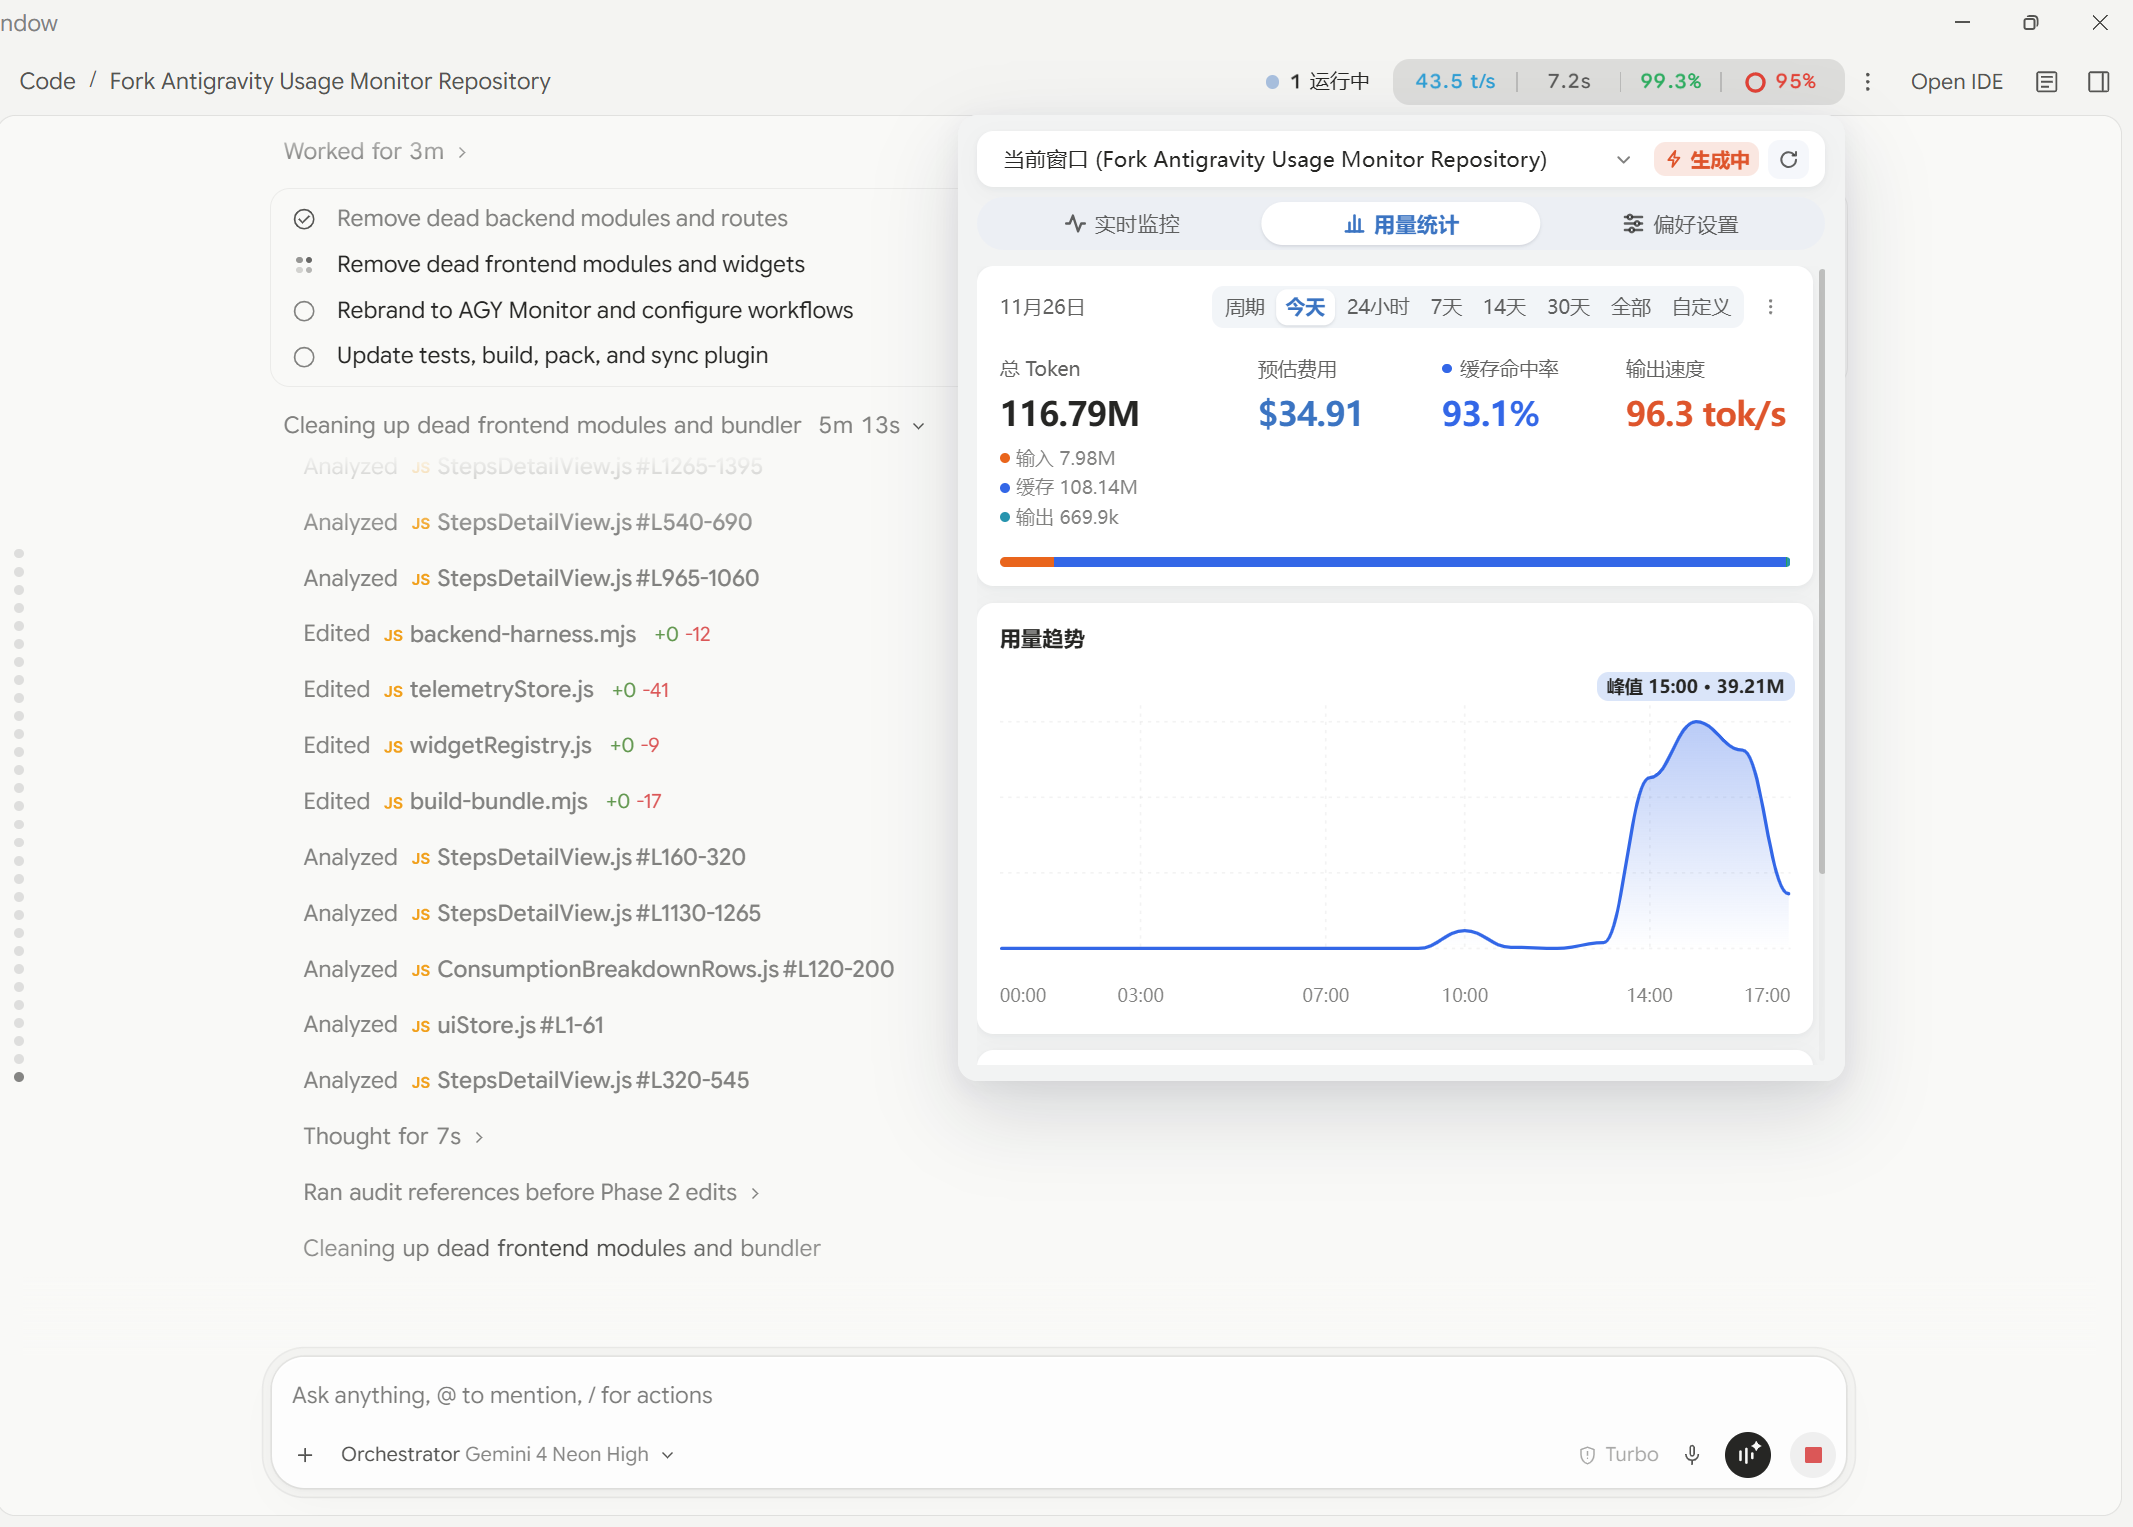 ndow
Code / Fork Antigravity Usage Monitor Repository
1 运行中
43.5 t/s | 7.2s | 99.3% | 95%
Open IDE
Worked for 3m
Remove dead backend modules and routes
Remove dead frontend modules and widgets
Rebrand to AGY Monitor and configure workflows
Update tests, build, pack, and sync plugin
Cleaning up dead frontend modules and bundler 5m 13s
Analyzed JS StepsDetailView.js #L1265-1395
Analyzed JS StepsDetailView.js #L540-690
Analyzed JS StepsDetailView.js #L965-1060
Edited JS backend-harness.mjs +0 -12
Edited JS telemetryStore.js +0 -41
Edited JS widgetRegistry.js +0 -9
Edited JS build-bundle.mjs +0 -17
Analyzed JS StepsDetailView.js #L160-320
Analyzed JS StepsDetailView.js #L1130-1265
Analyzed JS ConsumptionBreakdownRows.js #L120-200
Analyzed JS uiStore.js #L1-61
Analyzed JS StepsDetailView.js #L320-545
Thought for 7s
Ran audit references before Phase 2 edits
Cleaning up dead frontend modules and bundler
当前窗口 (Fork Antigravity Usage Monitor Repository)
生成中
实时监控 用量统计 偏好设置
11月26日
周期 今天 24小时 7天 14天 30天 全部 自定义
总 Token 预估费用 缓存命中率 输出速度
116.79M $34.91 93.1% 96.3 tok/s
输入 7.98M
缓存 108.14M
输出 669.9k
用量趋势
峰值 15:00 • 39.21M
00:00 03:00 07:00 10:00 14:00 17:00
Ask anything, @ to mention, / for actions
Orchestrator Gemini 4 Neon High
Turbo